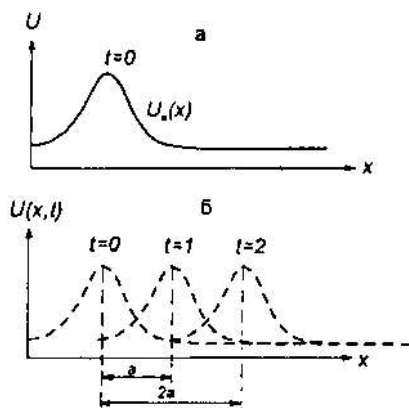 U
а
t=0
U₀(x)
x
U(x,t)
б
t=0
t=1
t=2
a
2a
x